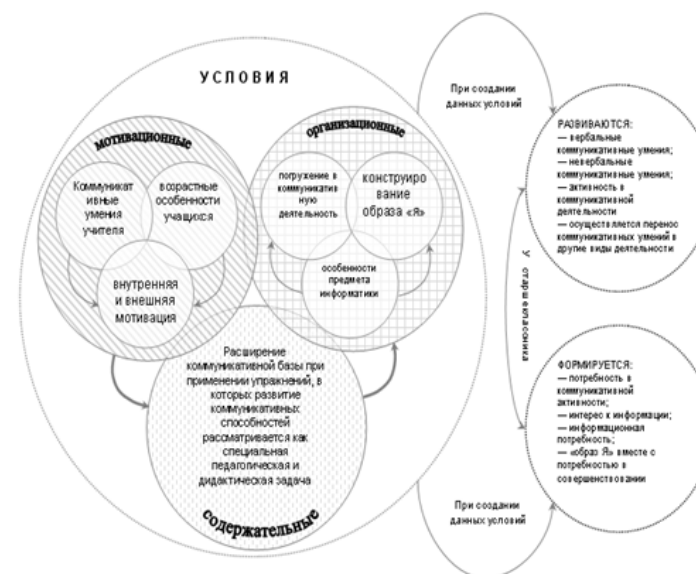 УСЛОВИЯ
мотивационные
Коммуникат
ивные
умения
учителя
возрастные
особенности
учащихся
внутренняя
и внешняя
мотивация
организационные
погружение в
коммуникатив
ную
деятельность
конструиро
вание
образа «я»
особенности
предмета
информатики
Расширение
коммуникативной базы при
применении упражнений, в
которых развитие
коммуникативных
способностей
рассматривается как
специальная
педагогическая и
дидактическая задача
содержательные
При создании
данных условий
РАЗВИВАЮТСЯ:
— вербальные
коммуникативные умения;
— невербальные
коммуникативные умения;
— активность в
коммуникативной
деятельности
— осуществляется перенос
коммуникативных умений в
другие виды деятельности
У старшеклассника
ФОРМИРУЕТСЯ:
— потребность в
коммуникативной
активности;
— интерес к информации;
— информационная
потребность;
— «образ Я» вместе с
потребностью в
совершенствовании
При создании
данных условий